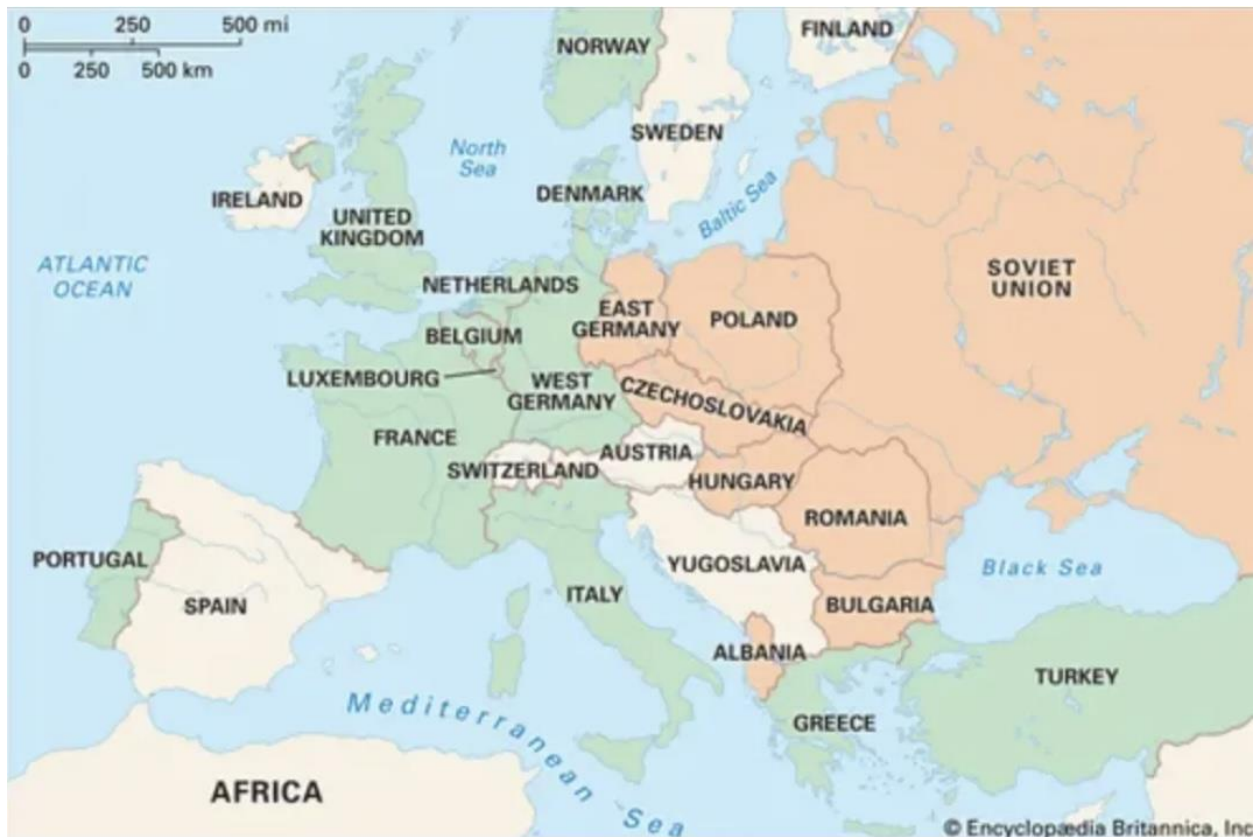 0 250 500 mi
0 250 500 km
NORWAY
FINLAND
SWEDEN
North
Sea
IRELAND
DENMARK
Baltic Sea
UNITED
KINGDOM
ATLANTIC
OCEAN
SOVIET
UNION
NETHERLANDS
EAST
GERMANY
POLAND
BELGIUM
LUXEMBOURG
WEST
GERMANY
CZECHOSLOVAKIA
FRANCE
AUSTRIA
SWITZERLAND
HUNGARY
ROMANIA
PORTUGAL
YUGOSLAVIA
Black Sea
SPAIN
ITALY
BULGARIA
ALBANIA
TURKEY
Mediterranean Sea
GREECE
AFRICA
© Encyclopædia Britannica, Inc